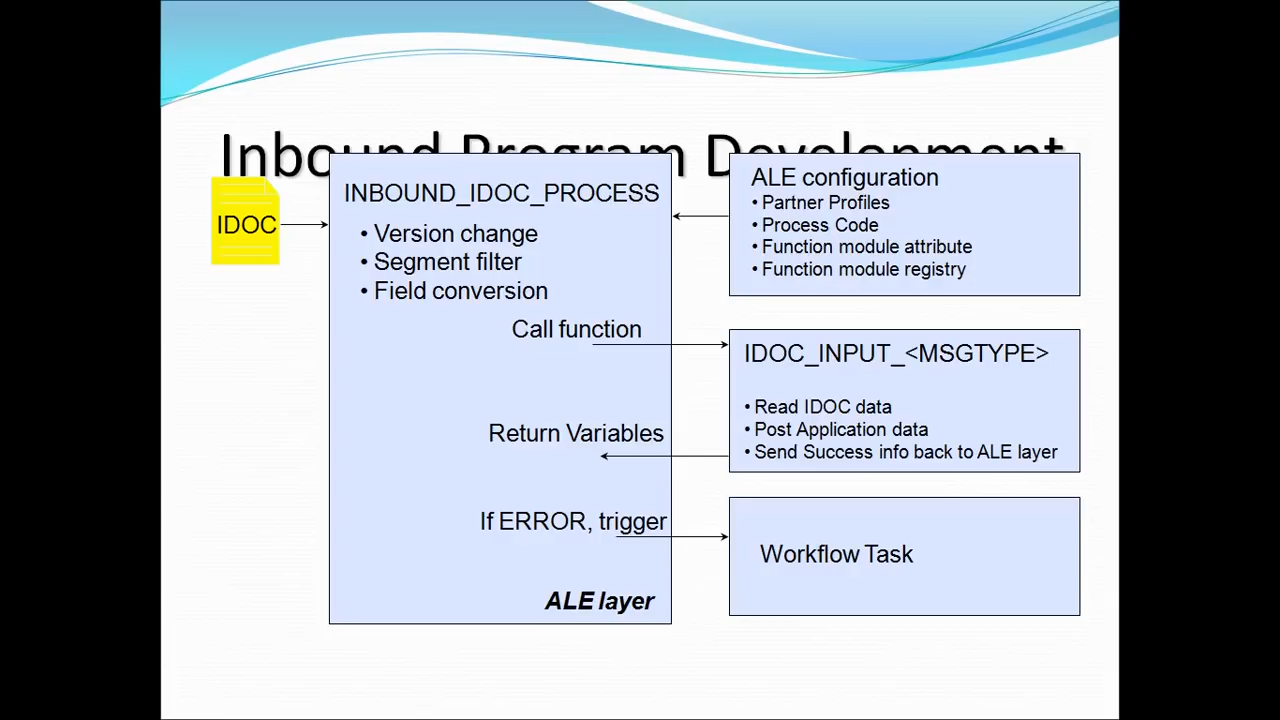 Inbound Program Development
IDOC
INBOUND_IDOC_PROCESS
• Version change
• Segment filter
• Field conversion
Call function
Return Variables
If ERROR, trigger
ALE layer
ALE configuration
• Partner Profiles
• Process Code
• Function module attribute
• Function module registry
IDOC_INPUT_<MSGTYPE>
• Read IDOC data
• Post Application data
• Send Success info back to ALE layer
Workflow Task